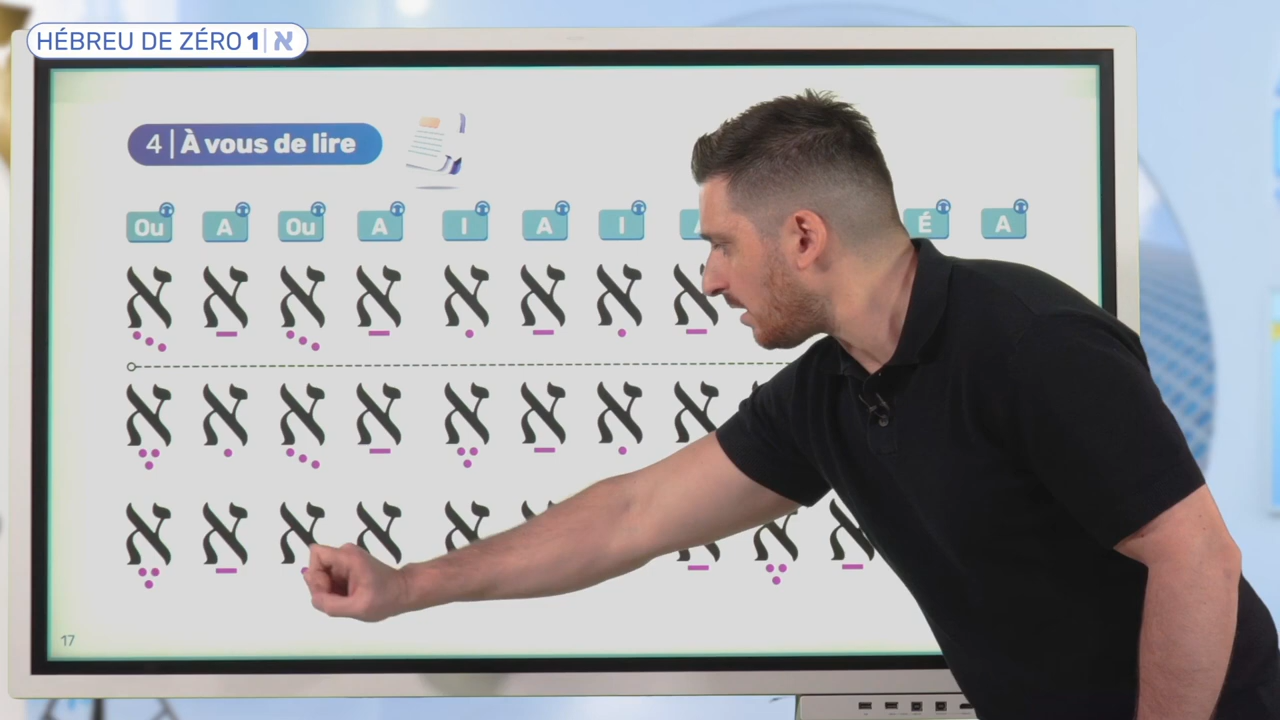 HÉBREU DE ZÉRO 1 | א
4 | À vous de lire
Ou A Ou A I A I É A
אַ אִ אַ אִ אַ אֻ אַ אֻ
אִ אַ אֶ אַ אֻ אִ אֶ
אַ אֶ אַ אַ אֶ
17